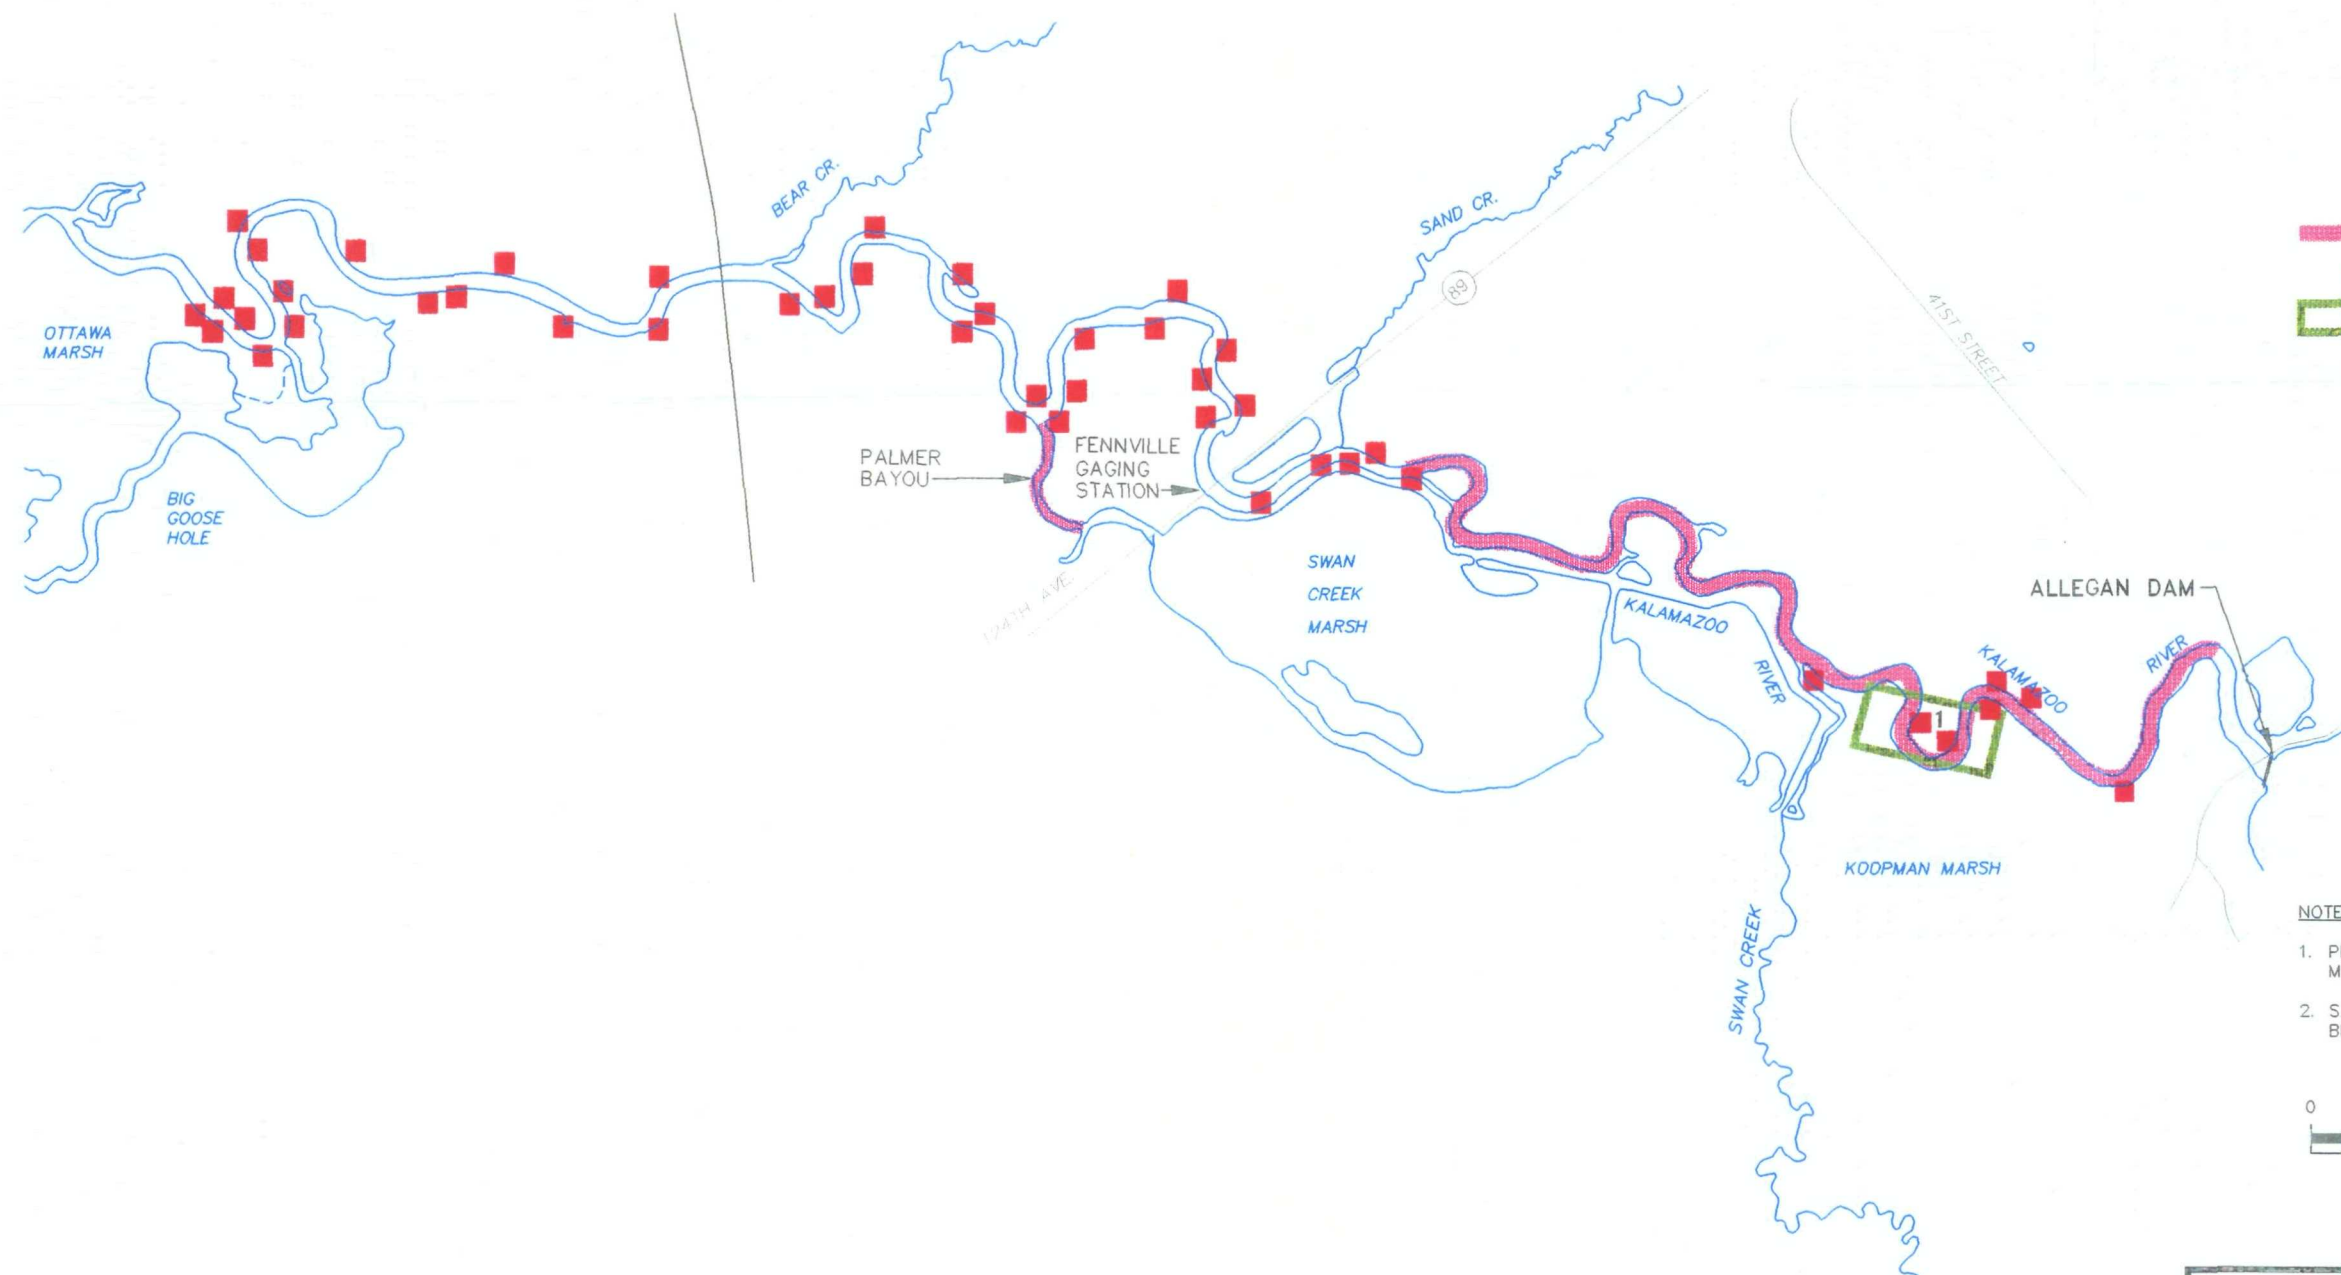 BEAR CR.
SAND CR.
89
41ST STREET
OTTAWA
MARSH
PALMER
BAYOU
FENNVILLE
GAGING
STATION
BIG
GOOSE
HOLE
SWAN
CREEK
MARSH
124TH AVE.
KALAMAZOO
RIVER
ALLEGAN DAM
KALAMAZOO
RIVER
1
KOOPMAN MARSH
SWAN CREEK
NOTE
1. P
M
2. S
B
0